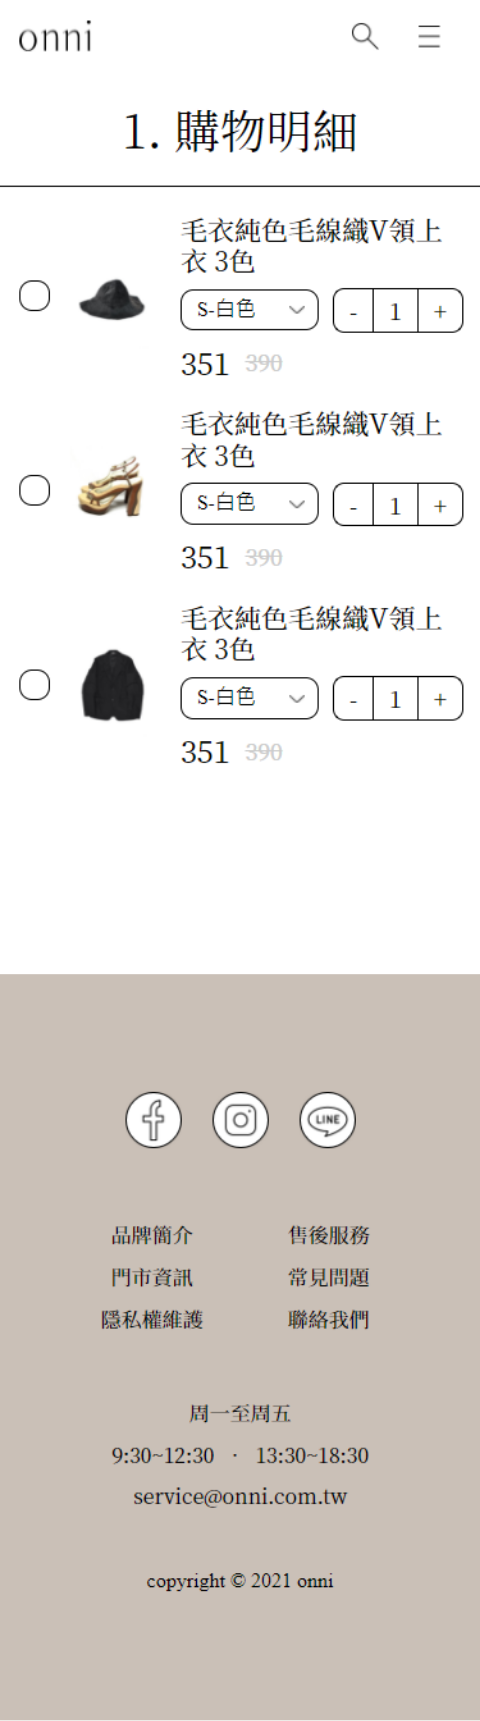 onni
1. 購物明細
毛衣純色毛線織V領上
衣 3色
S-白色 - 1 +
351 390
毛衣純色毛線織V領上
衣 3色
S-白色 - 1 +
351 390
毛衣純色毛線織V領上
衣 3色
S-白色 - 1 +
351 390
LINE
品牌簡介 售後服務
門市資訊 常見問題
隱私權維護 聯絡我們
周一至周五
9:30~12:30 · 13:30~18:30
service@onni.com.tw
copyright © 2021 onni